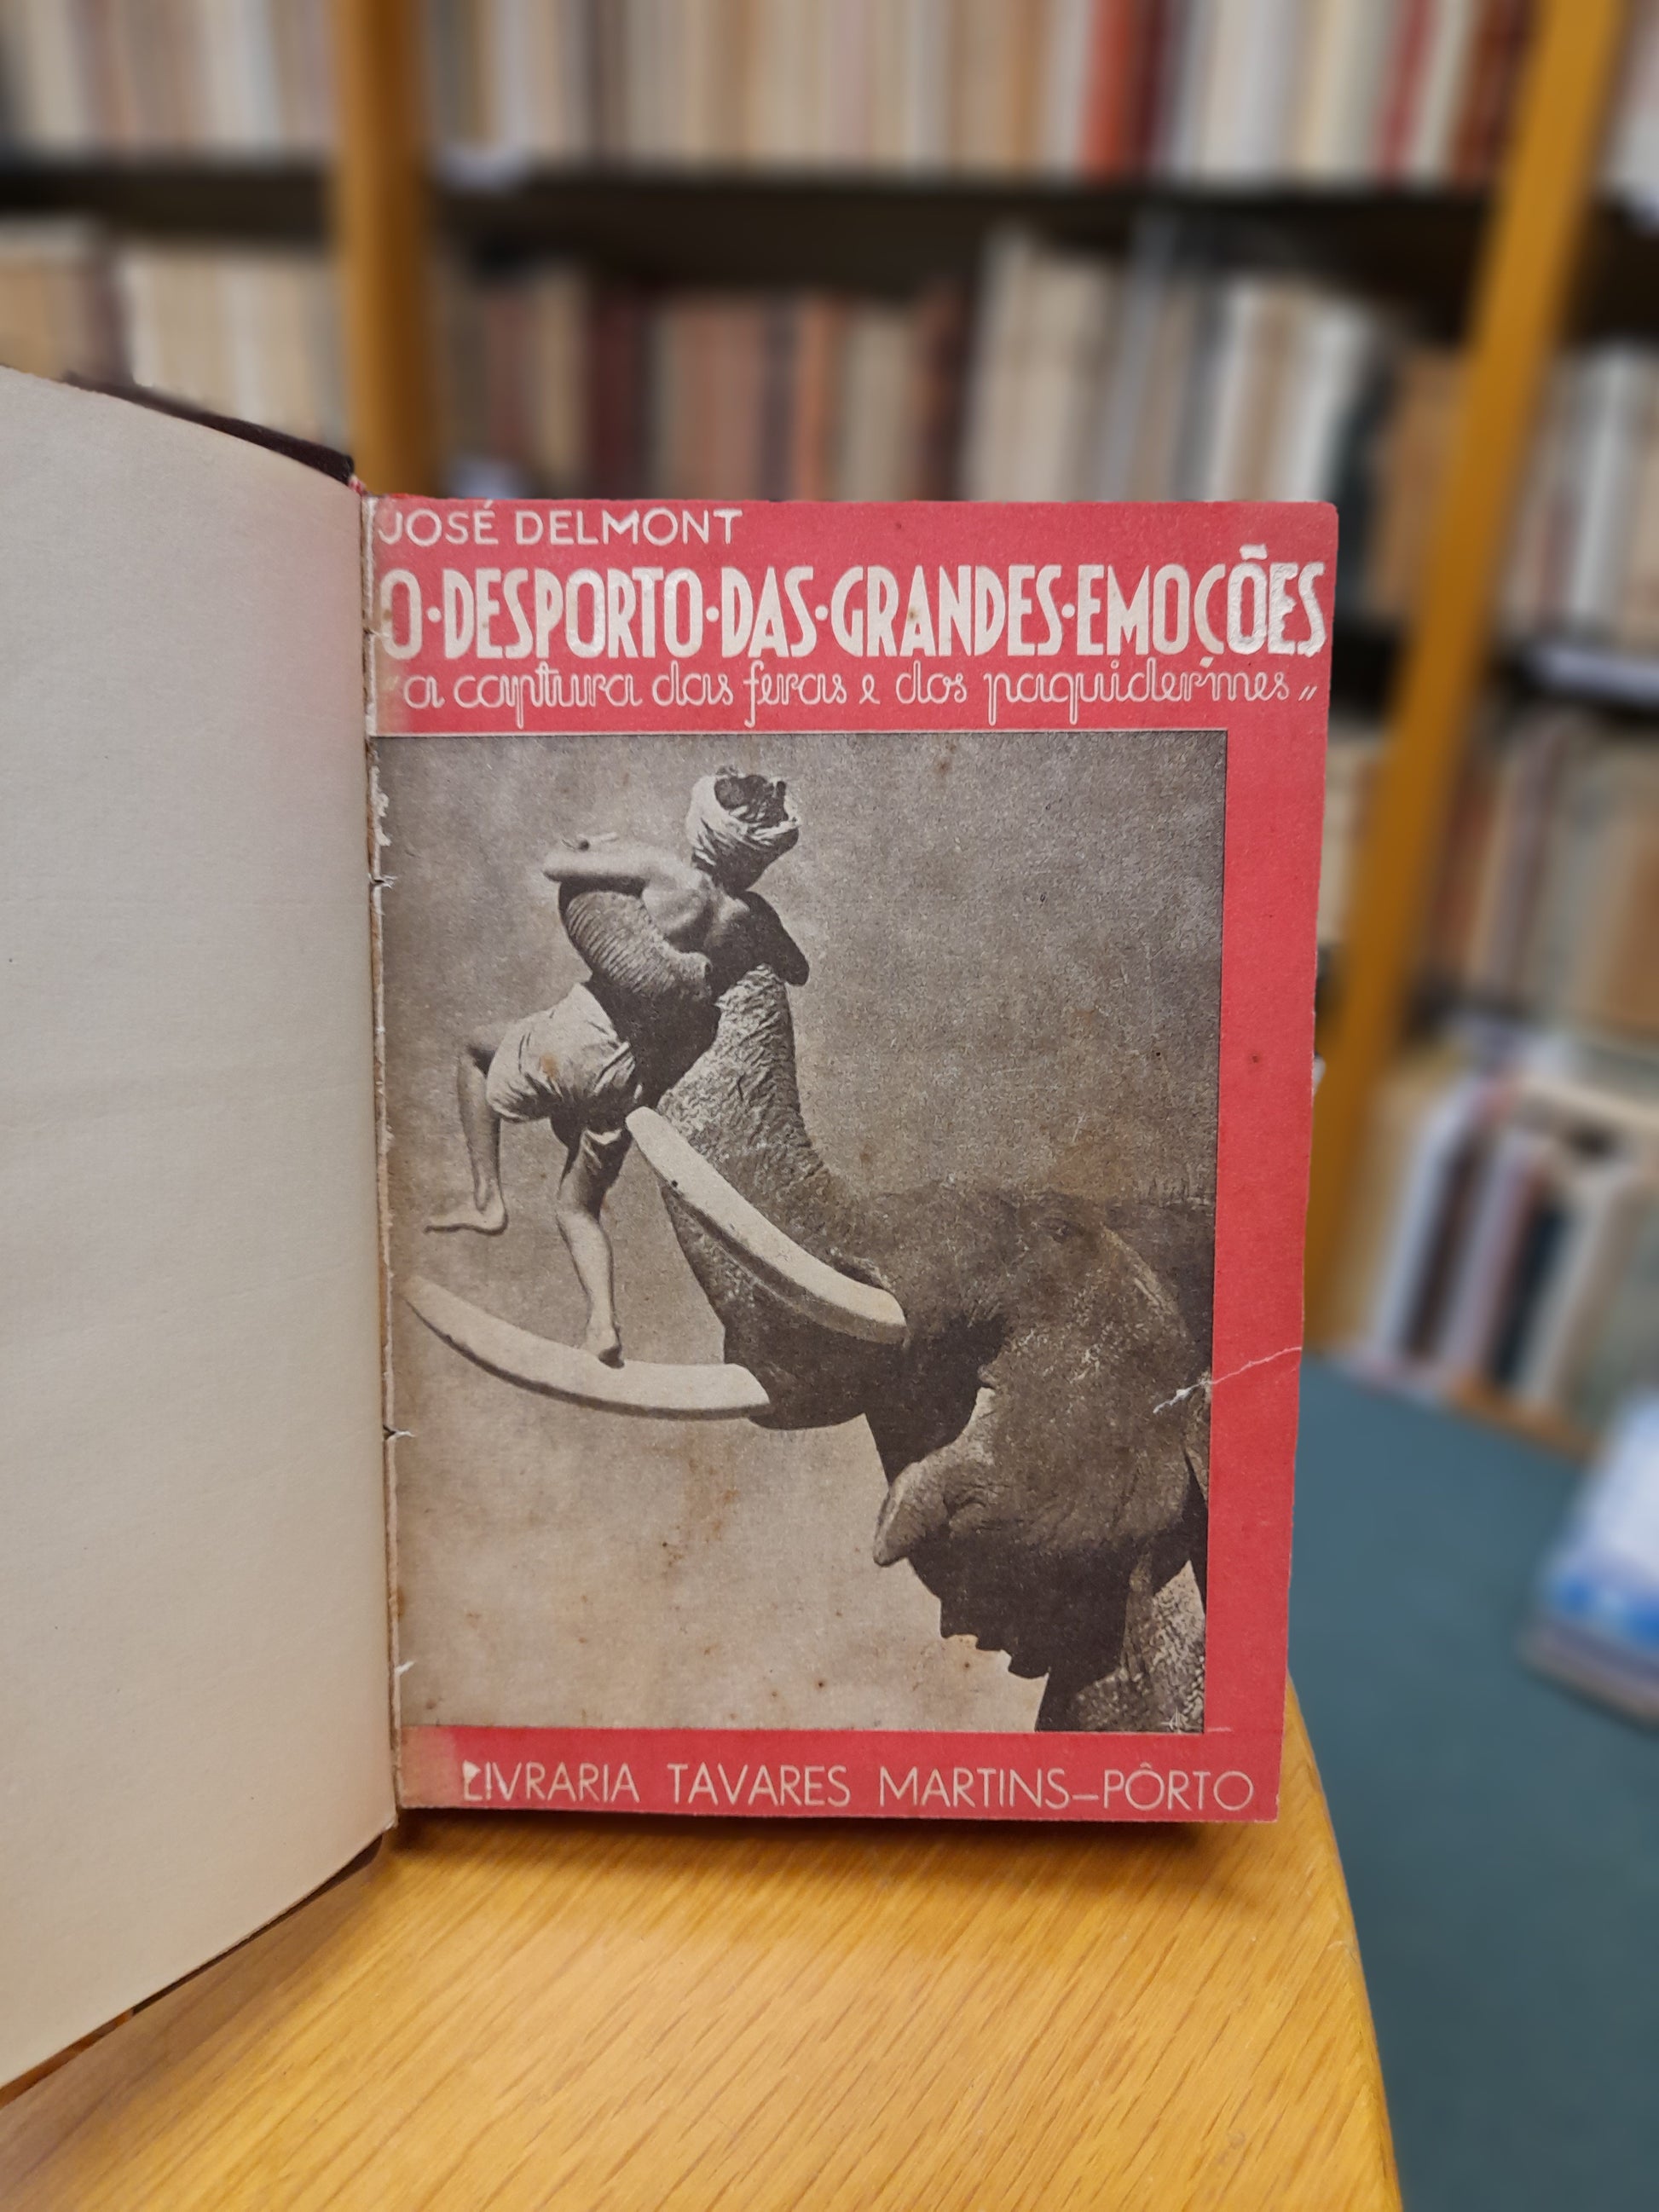 JOSÉ DELMONT
O·DESPORTO·DAS·GRANDES·EMOÇÕES
"a captura das feras e dos paquidermes"
LIVRARIA TAVARES MARTINS-PÔRTO